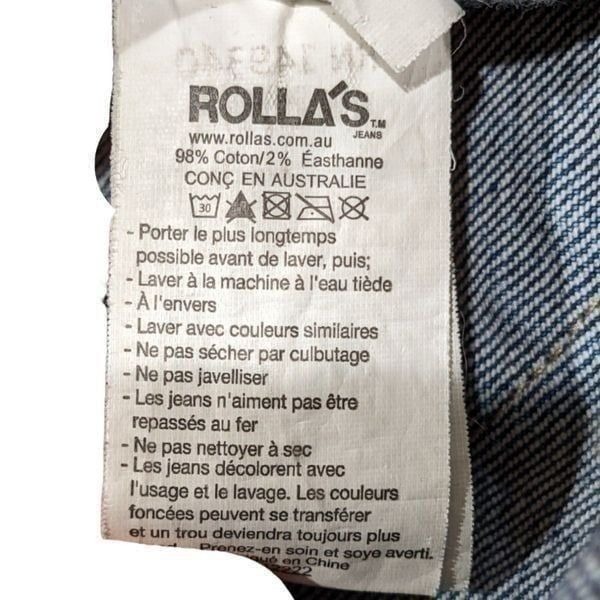 ROLLA'S T.M
JEANS
www.rollas.com.au
98% Coton/2% Éasthanne
CONÇ EN AUSTRALIE
30
- Porter le plus longtemps
possible avant de laver, puis;
- Laver à la machine à l'eau tiède
- À l'envers
- Laver avec couleurs similaires
- Ne pas sécher par culbutage
- Ne pas javelliser
- Les jeans n'aiment pas être
repassés au fer
- Ne pas nettoyer à sec
- Les jeans décolorent avec
l'usage et le lavage. Les couleurs
foncées peuvent se transférer
et un trou deviendra toujours plus
Prenez-en soin et soye averti.
en Chine